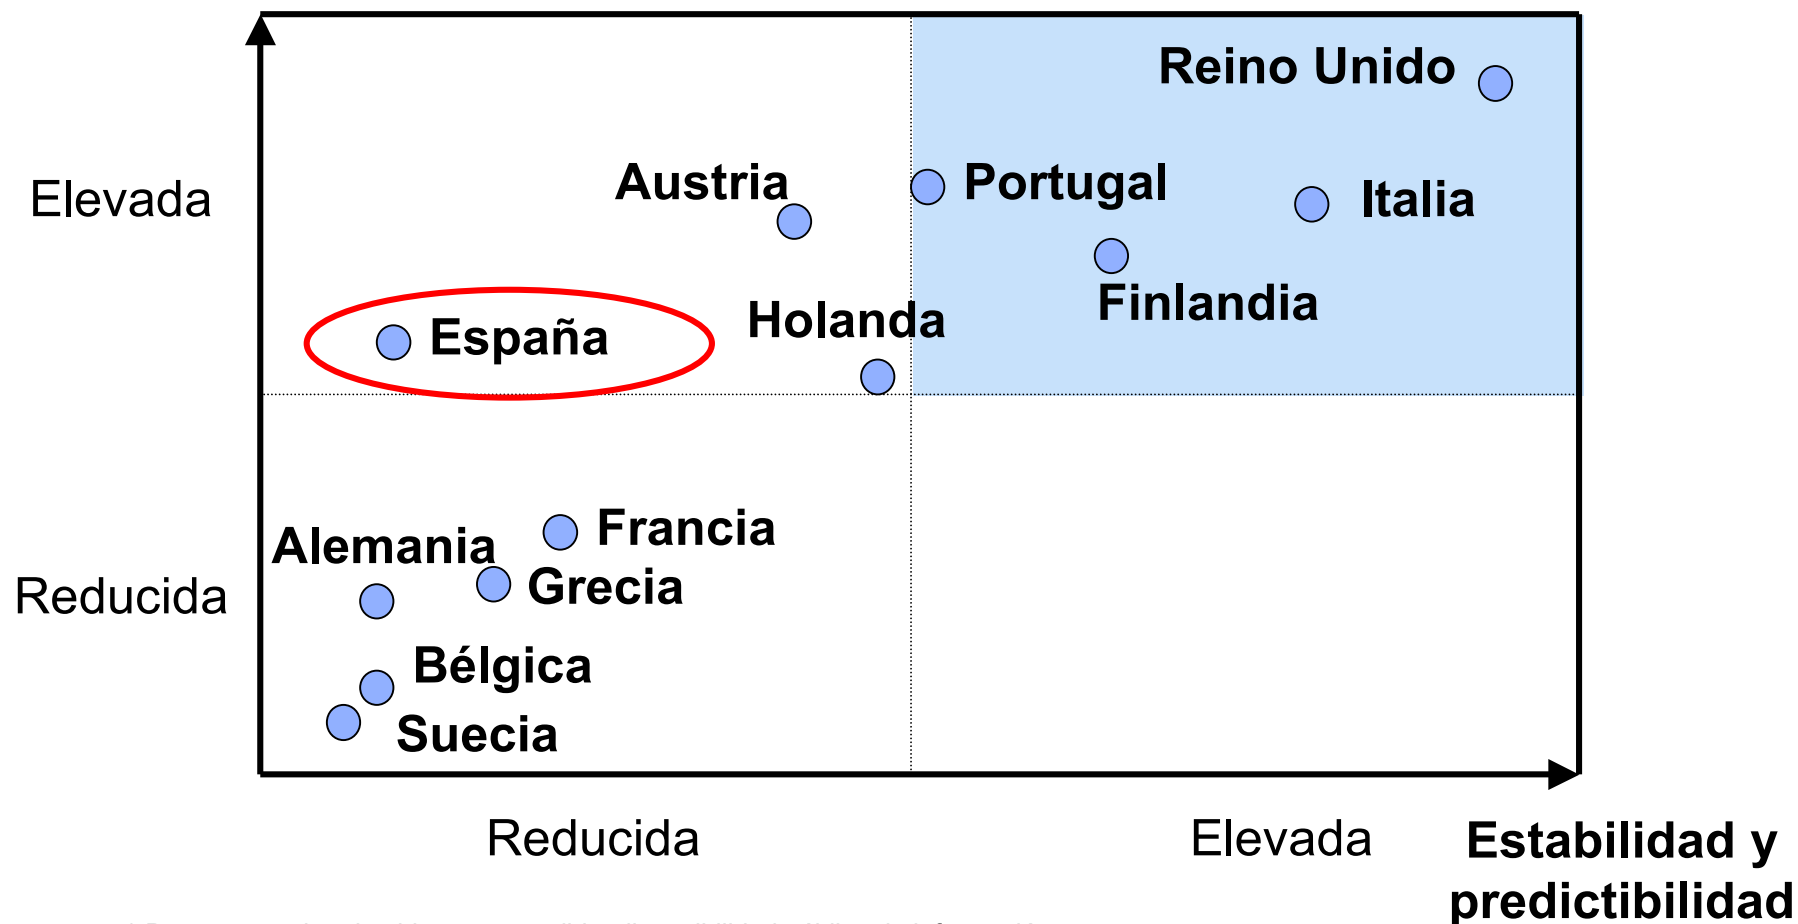 Reino Unido
Austria
Portugal
Italia
Elevada
Finlandia
Holanda
España
Francia
Alemania
Grecia
Reducida
Bélgica
Suecia
Reducida
Elevada
Estabilidad y
predictibilidad